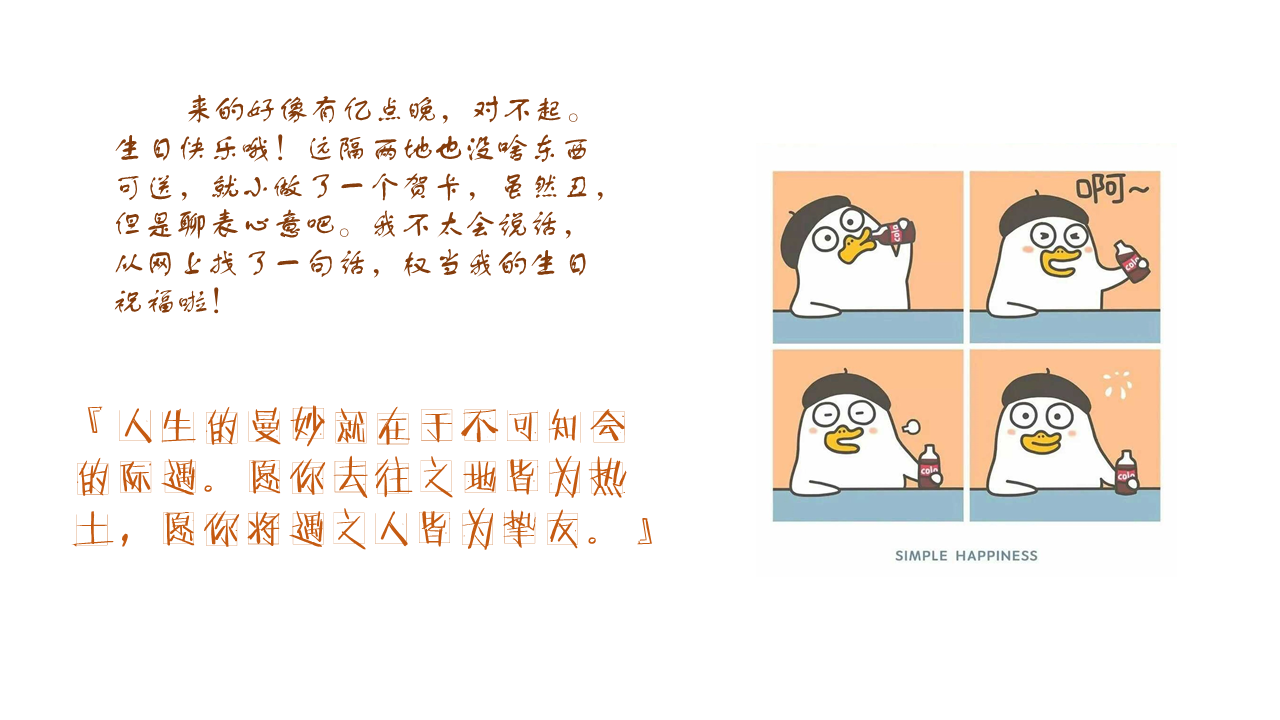 来的好像有亿点晚，对不起。
生日快乐哦！远隔两地也没啥东西
可送，就小做了一个贺卡，虽然丑，
但是聊表心意吧。我不太会说话，
从网上找了一句话，权当我的生日
祝福啦！
『人生的曼妙就在于不可知会
的际遇。愿你去往之地皆为热
土，愿你将遇之人皆为挚友。』
cola
啊~
cola
cola
cola
SIMPLE HAPPINESS